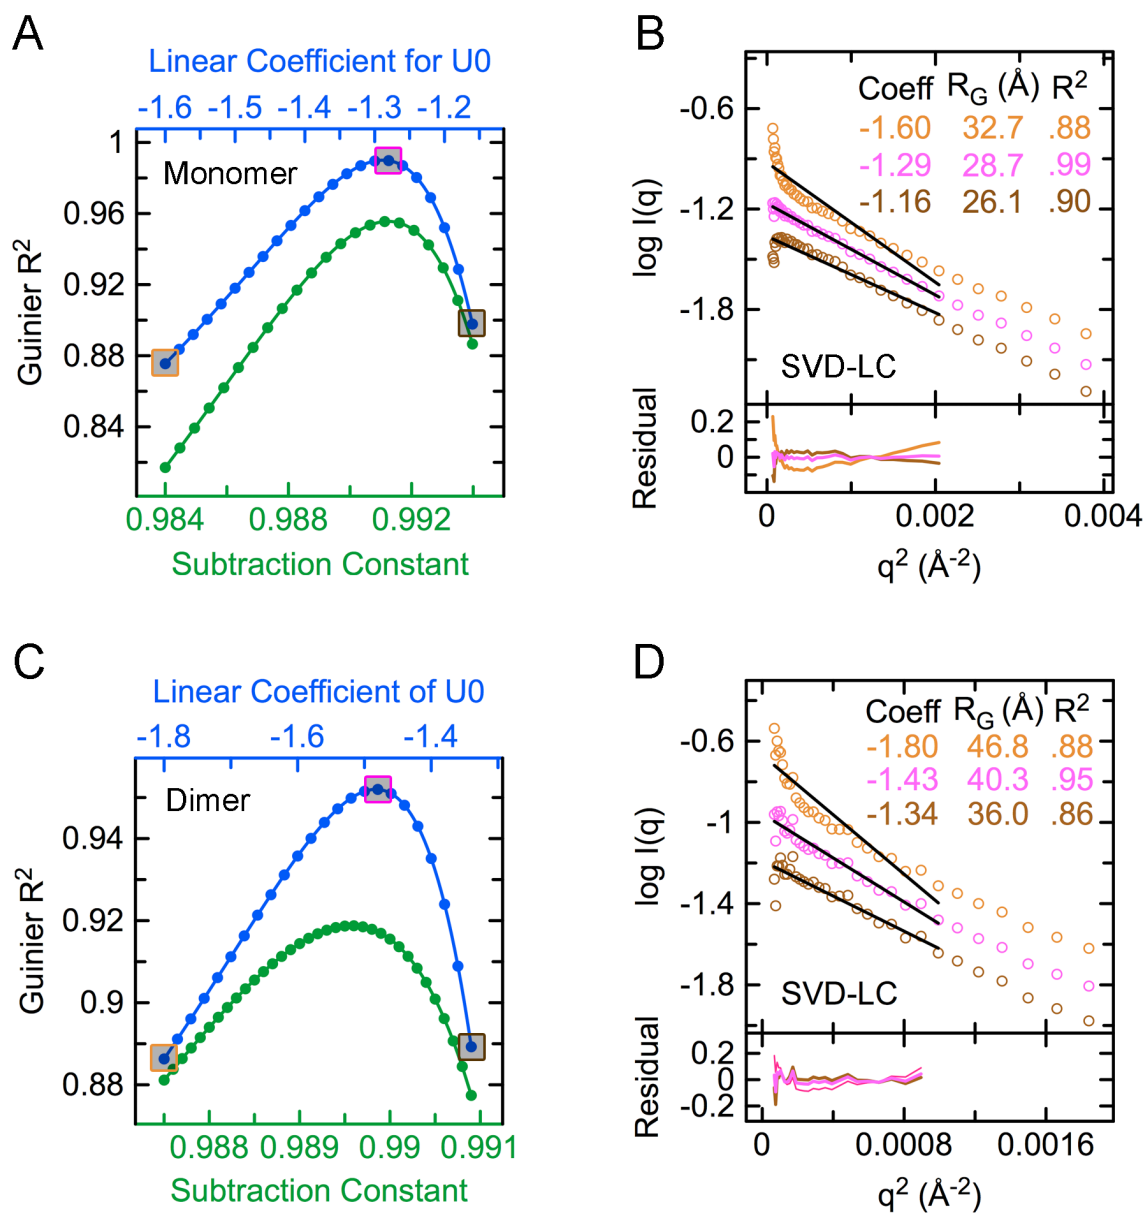 A
Linear Coefficient for U0
-1.6 -1.5 -1.4 -1.3 -1.2
Monomer
1
0.96
0.92
0.88
0.84
Guinier R²
0.984 0.988 0.992
Subtraction Constant
B
Coeff R_G (Å) R²
-1.60 32.7 .88
-1.29 28.7 .99
-1.16 26.1 .90
-0.6
-1.2
-1.8
log I(q)
SVD-LC
0.2
0
Residual
0 0.002 0.004
q² (Å⁻²)
C
Linear Coefficient of U0
-1.8 -1.6 -1.4
Dimer
0.94
0.92
0.9
0.88
Guinier R²
0.988 0.989 0.99 0.991
Subtraction Constant
D
Coeff R_G (Å) R²
-1.80 46.8 .88
-1.43 40.3 .95
-1.34 36.0 .86
-0.6
-1
-1.4
-1.8
log I(q)
SVD-LC
0.2
0
-0.2
Residual
0 0.0008 0.0016
q² (Å⁻²)